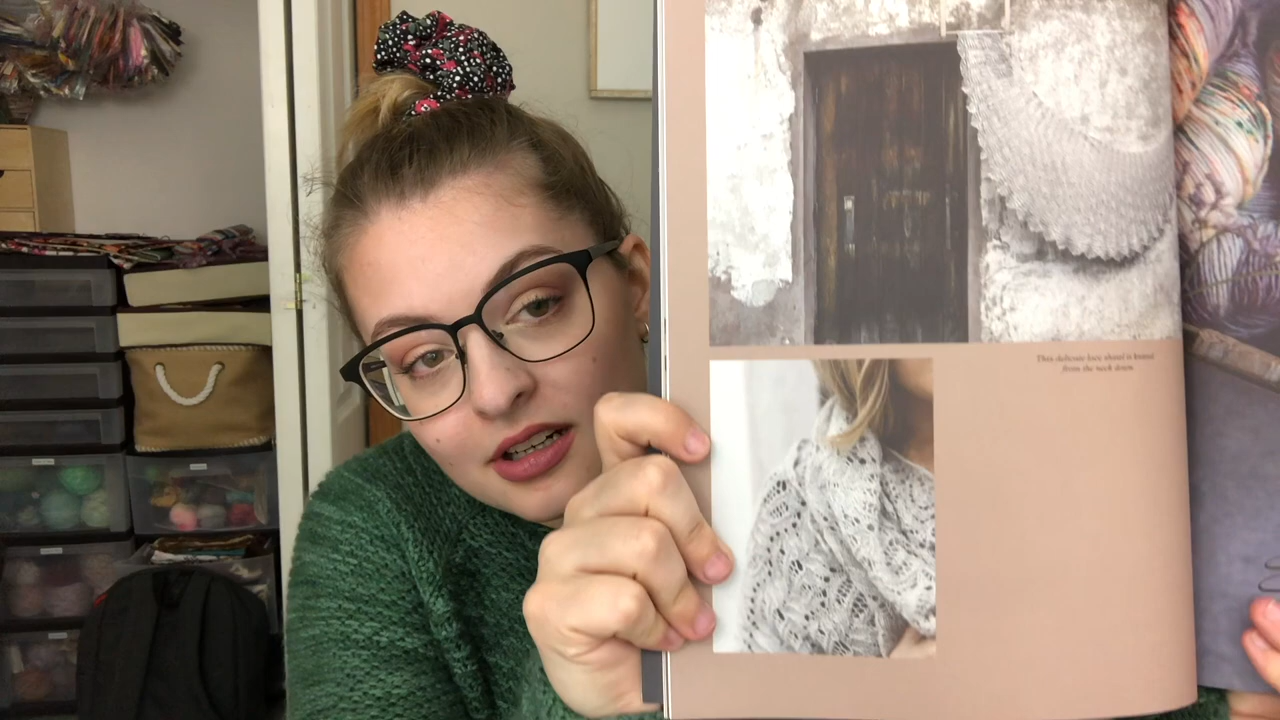 This delicate lace shawl is knitted
from the neck down